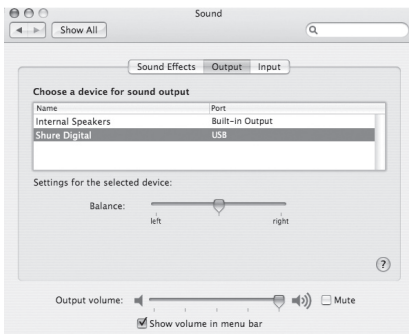 Sound
Show All
Sound Effects Output Input
Choose a device for sound output
Name Port
Internal Speakers Built-in Output
Shure Digital USB
Settings for the selected device:
Balance:
left right
?
Output volume: Mute
Show volume in menu bar